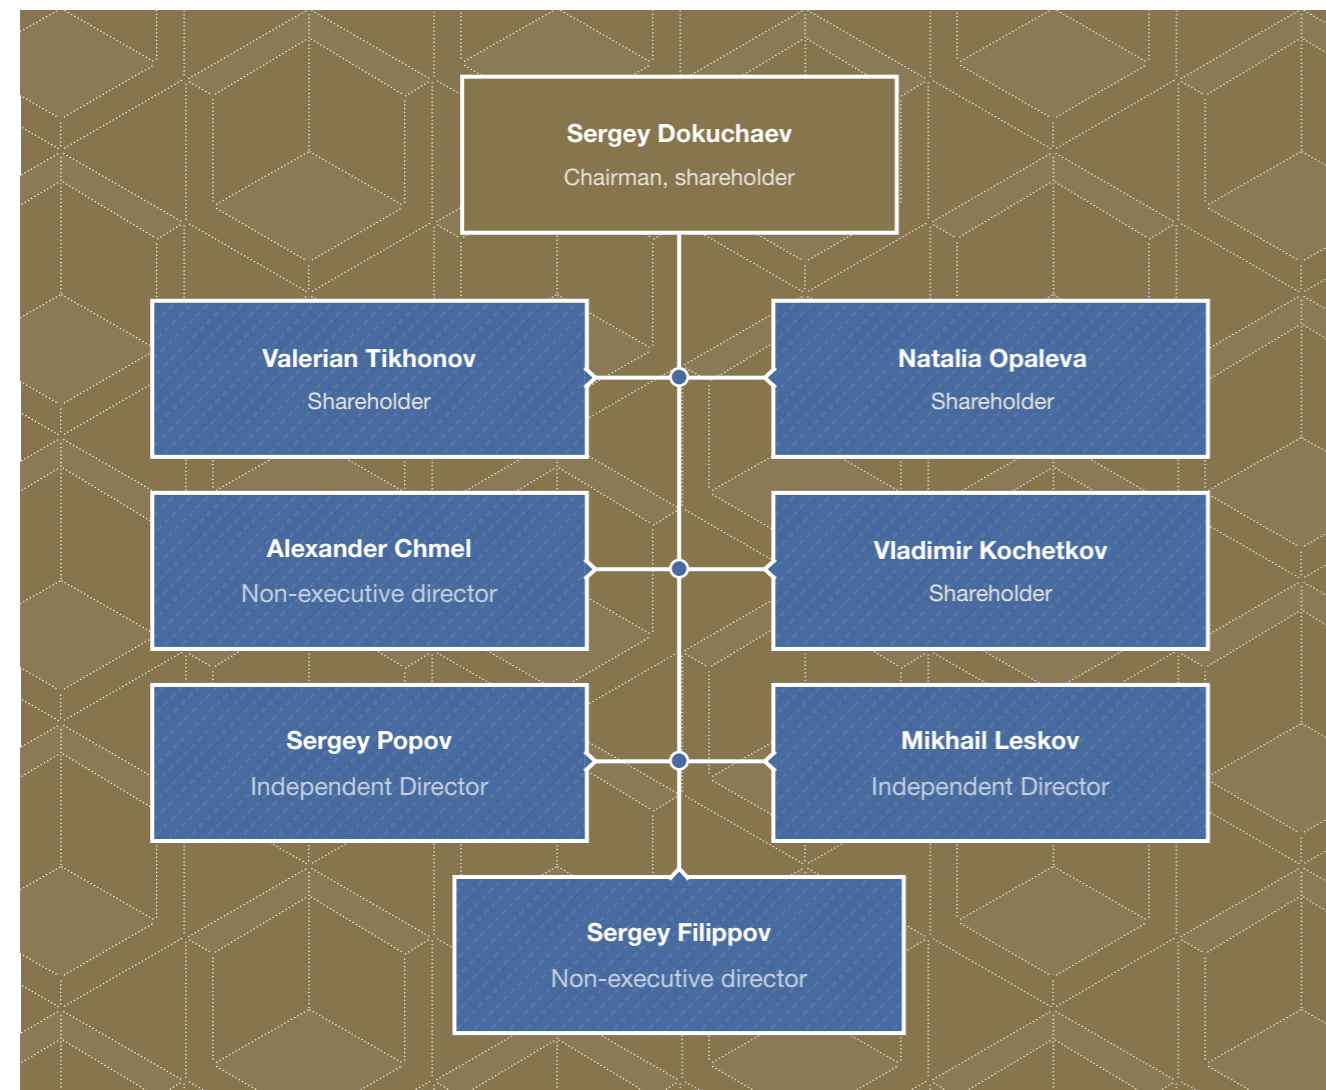 Sergey Dokuchaev
Chairman, shareholder
Valerian Tikhonov
Shareholder
Natalia Opaleva
Shareholder
Alexander Chmel
Non-executive director
Vladimir Kochetkov
Shareholder
Sergey Popov
Independent Director
Mikhail Leskov
Independent Director
Sergey Filippov
Non-executive director